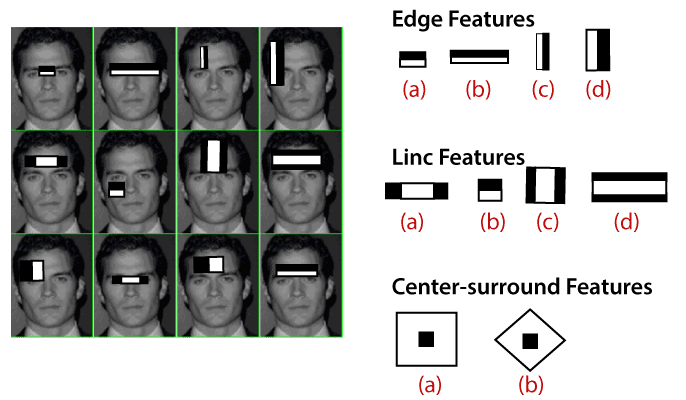 Edge Features
(a) (b) (c) (d)
Linc Features
(a) (b) (c) (d)
Center-surround Features
(a) (b)